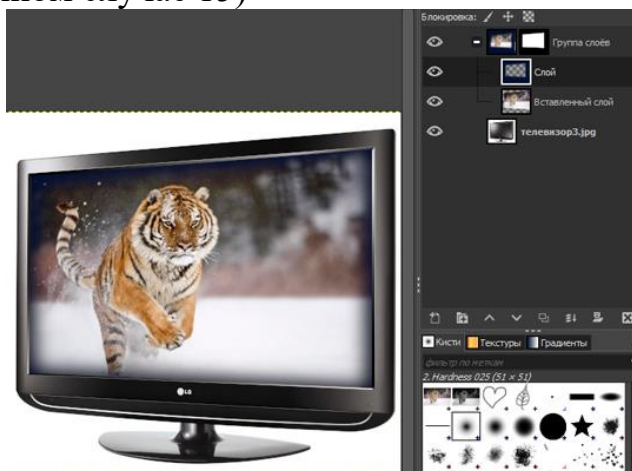 Блокировка:
Группа слоёв
Слой
Вставленный слой
телевизор3.jpg
LG
Кисти Текстуры Градиенты
фильтр по меткам
2. Hardness 025 (51 × 51)